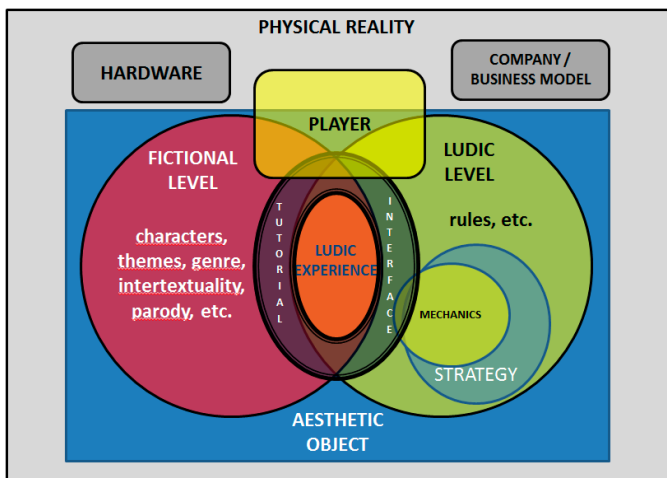 PHYSICAL REALITY
HARDWARE
COMPANY /
BUSINESS MODEL
PLAYER
FICTIONAL
LEVEL
LUDIC
LEVEL
characters,
themes, genre,
intertextuality,
parody, etc.
TUTORIAL
LUDIC
EXPERIENCE
INTERFACE
rules, etc.
MECHANICS
STRATEGY
AESTHETIC
OBJECT